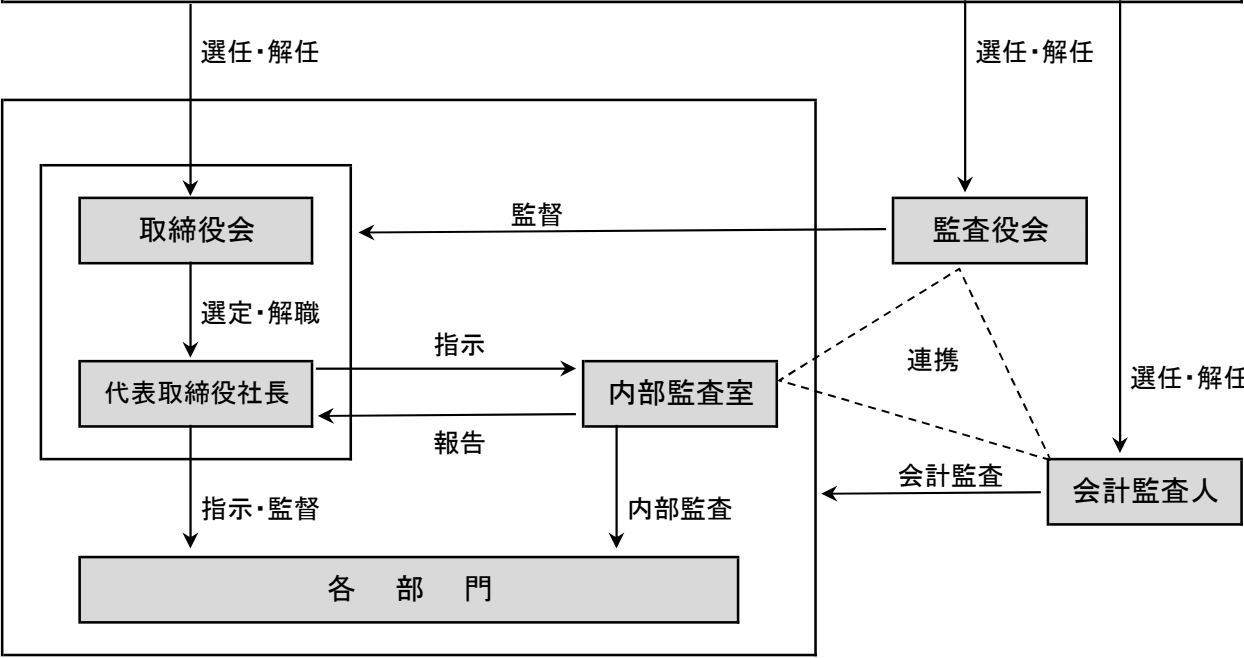 選任・解任
選任・解任
取締役会
監督
監査役会
選定・解職
指示
連携
代表取締役社長
内部監査室
選任・解任
報告
会計監査
会計監査人
指示・監督
内部監査
各 部 門